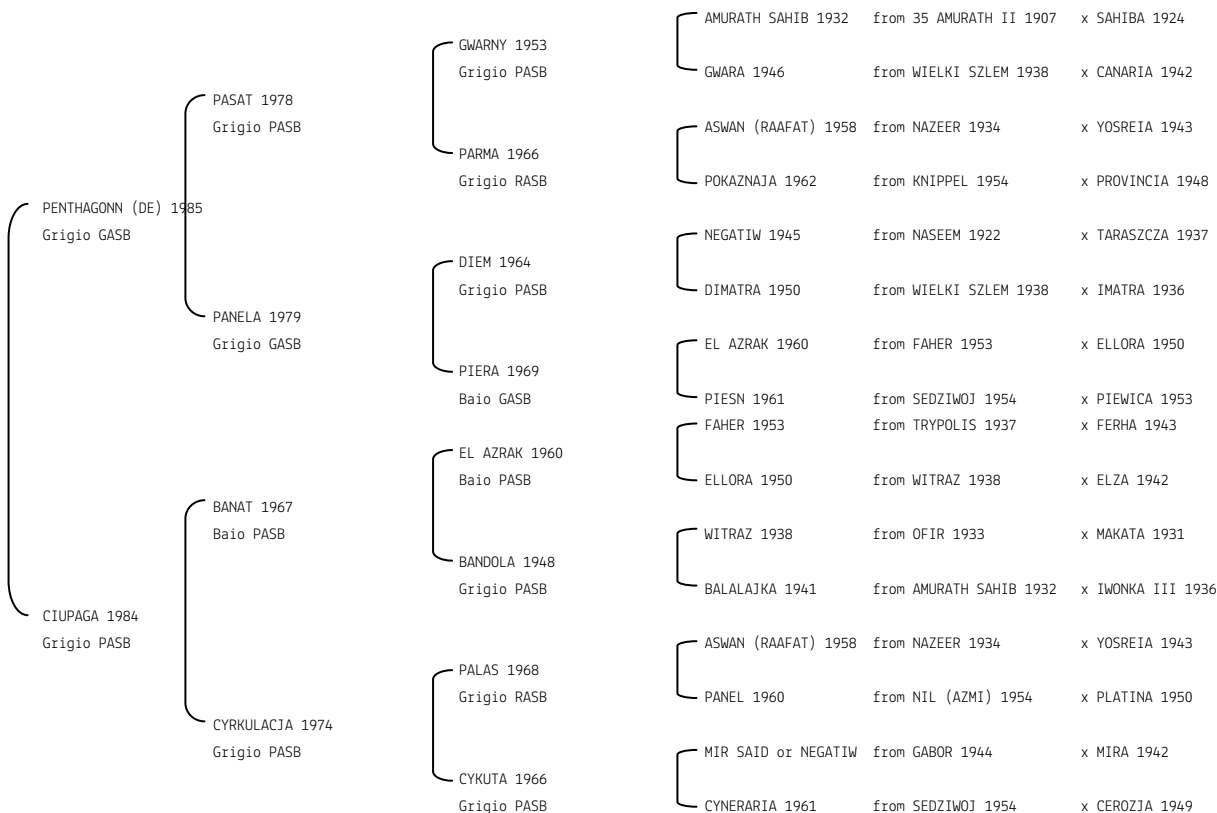 AMURATH SAHIB 1932 from 35 AMURATH II 1907 x SAHIBA 1924
GWARNY 1953
Grigio PASB
GWARA 1946 from WIELKI SZLEM 1938 x CANARIA 1942
PASAT 1978
Grigio PASB
ASWAN (RAAFAT) 1958 from NAZEER 1934 x YOSREIA 1943
PARMA 1966
Grigio RASB
POKAZNAJA 1962 from KNIPPEL 1954 x PROVINCIA 1948
PENTHAGONN (DE) 1985
Grigio GASB
NEGATIW 1945 from NASEEM 1922 x TARASZCZA 1937
DIEM 1964
Grigio PASB
DIMATRA 1950 from WIELKI SZLEM 1938 x IMATRA 1936
PANELA 1979
Grigio GASB
EL AZRAK 1960 from FAHER 1953 x ELLORA 1950
PIERA 1969
Baio GASB
PIESN 1961 from SEDZIWOJ 1954 x PIEWICA 1953
FAHER 1953 from TRYPOLIS 1937 x FERHA 1943
EL AZRAK 1960
Baio PASB
ELLORA 1950 from WITRAZ 1938 x ELZA 1942
BANAT 1967
Baio PASB
WITRAZ 1938 from OFIR 1933 x MAKATA 1931
BANDOLA 1948
Grigio PASB
BALALAJKA 1941 from AMURATH SAHIB 1932 x IWONKA III 1936
CIUPAGA 1984
Grigio PASB
ASWAN (RAAFAT) 1958 from NAZEER 1934 x YOSREIA 1943
PALAS 1968
Grigio RASB
PANEL 1960 from NIL (AZMI) 1954 x PLATINA 1950
CYRKULACJA 1974
Grigio PASB
MIR SAID or NEGATIW from GABOR 1944 x MIRA 1942
CYKUTA 1966
Grigio PASB
CYNERARIA 1961 from SEDZIWOJ 1954 x CEROZJA 1949